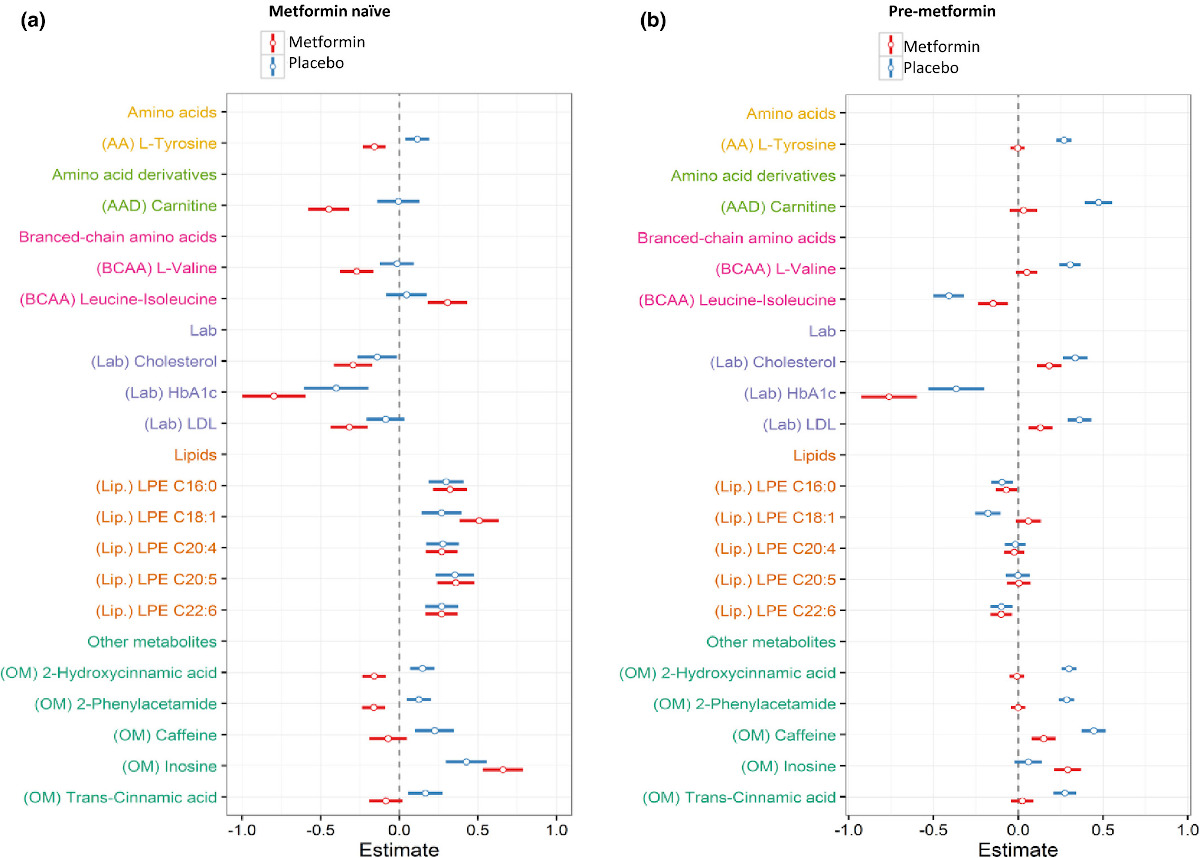 (a)
Metformin naïve
Metformin
Placebo
Amino acids
(AA) L-Tyrosine
Amino acid derivatives
(AAD) Carnitine
Branced-chain amino acids
(BCAA) L-Valine
(BCAA) Leucine-Isoleucine
Lab
(Lab) Cholesterol
(Lab) HbA1c
(Lab) LDL
Lipids
(Lip.) LPE C16:0
(Lip.) LPE C18:1
(Lip.) LPE C20:4
(Lip.) LPE C20:5
(Lip.) LPE C22:6
Other metabolites
(OM) 2-Hydroxycinnamic acid
(OM) 2-Phenylacetamide
(OM) Caffeine
(OM) Inosine
(OM) Trans-Cinnamic acid
-1.0 -0.5 0.0 0.5 1.0
Estimate
(b)
Pre-metformin
Metformin
Placebo
Amino acids
(AA) L-Tyrosine
Amino acid derivatives
(AAD) Carnitine
Branced-chain amino acids
(BCAA) L-Valine
(BCAA) Leucine-Isoleucine
Lab
(Lab) Cholesterol
(Lab) HbA1c
(Lab) LDL
Lipids
(Lip.) LPE C16:0
(Lip.) LPE C18:1
(Lip.) LPE C20:4
(Lip.) LPE C20:5
(Lip.) LPE C22:6
Other metabolites
(OM) 2-Hydroxycinnamic acid
(OM) 2-Phenylacetamide
(OM) Caffeine
(OM) Inosine
(OM) Trans-Cinnamic acid
-1.0 -0.5 0.0 0.5 1.0
Estimate